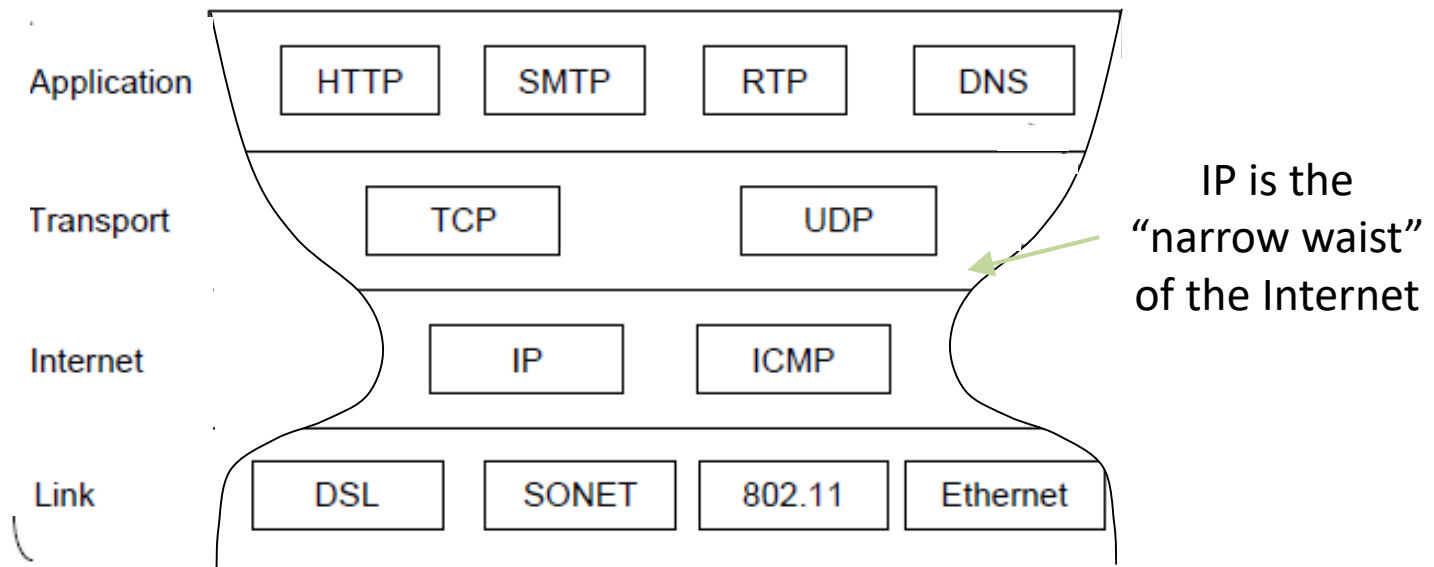 Application
HTTP
SMTP
RTP
DNS
Transport
TCP
UDP
IP is the
“narrow waist”
of the Internet
Internet
IP
ICMP
Link
DSL
SONET
802.11
Ethernet